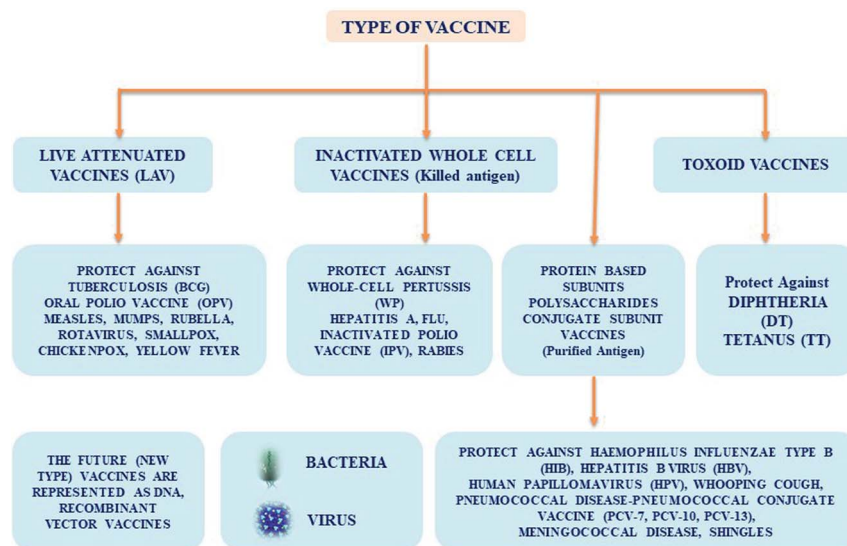 TYPE OF VACCINE
LIVE ATTENUATED
VACCINES (LAV)
INACTIVATED WHOLE CELL
VACCINES (Killed antigen)
TOXOID VACCINES
PROTECT AGAINST
TUBERCULOSIS (BCG)
ORAL POLIO VACCINE (OPV)
MEASLES, MUMPS, RUBELLA,
ROTAVIRUS, SMALLPOX,
CHICKENPOX, YELLOW FEVER
PROTECT AGAINST
WHOLE-CELL PERTUSSIS
(WP)
HEPATITIS A, FLU,
INACTIVATED POLIO
VACCINE (IPV), RABIES
PROTEIN BASED
SUBUNITS
POLYSACCHARIDES
CONJUGATE SUBUNIT
VACCINES
(Purified Antigen)
Protect Against
DIPHTHERIA
(DT)
TETANUS (TT)
THE FUTURE (NEW
TYPE) VACCINES ARE
REPRESENTED AS DNA,
RECOMBINANT
VECTOR VACCINES
BACTERIA
VIRUS
PROTECT AGAINST HAEMOPHILUS INFLUENZAE TYPE B
(HIB), HEPATITIS B VIRUS (HBV),
HUMAN PAPILLOMAVIRUS (HPV), WHOOPING COUGH,
PNEUMOCOCCAL DISEASE-PNEUMOCOCCAL CONJUGATE
VACCINE (PCV-7, PCV-10, PCV-13),
MENINGOCOCCAL DISEASE, SHINGLES